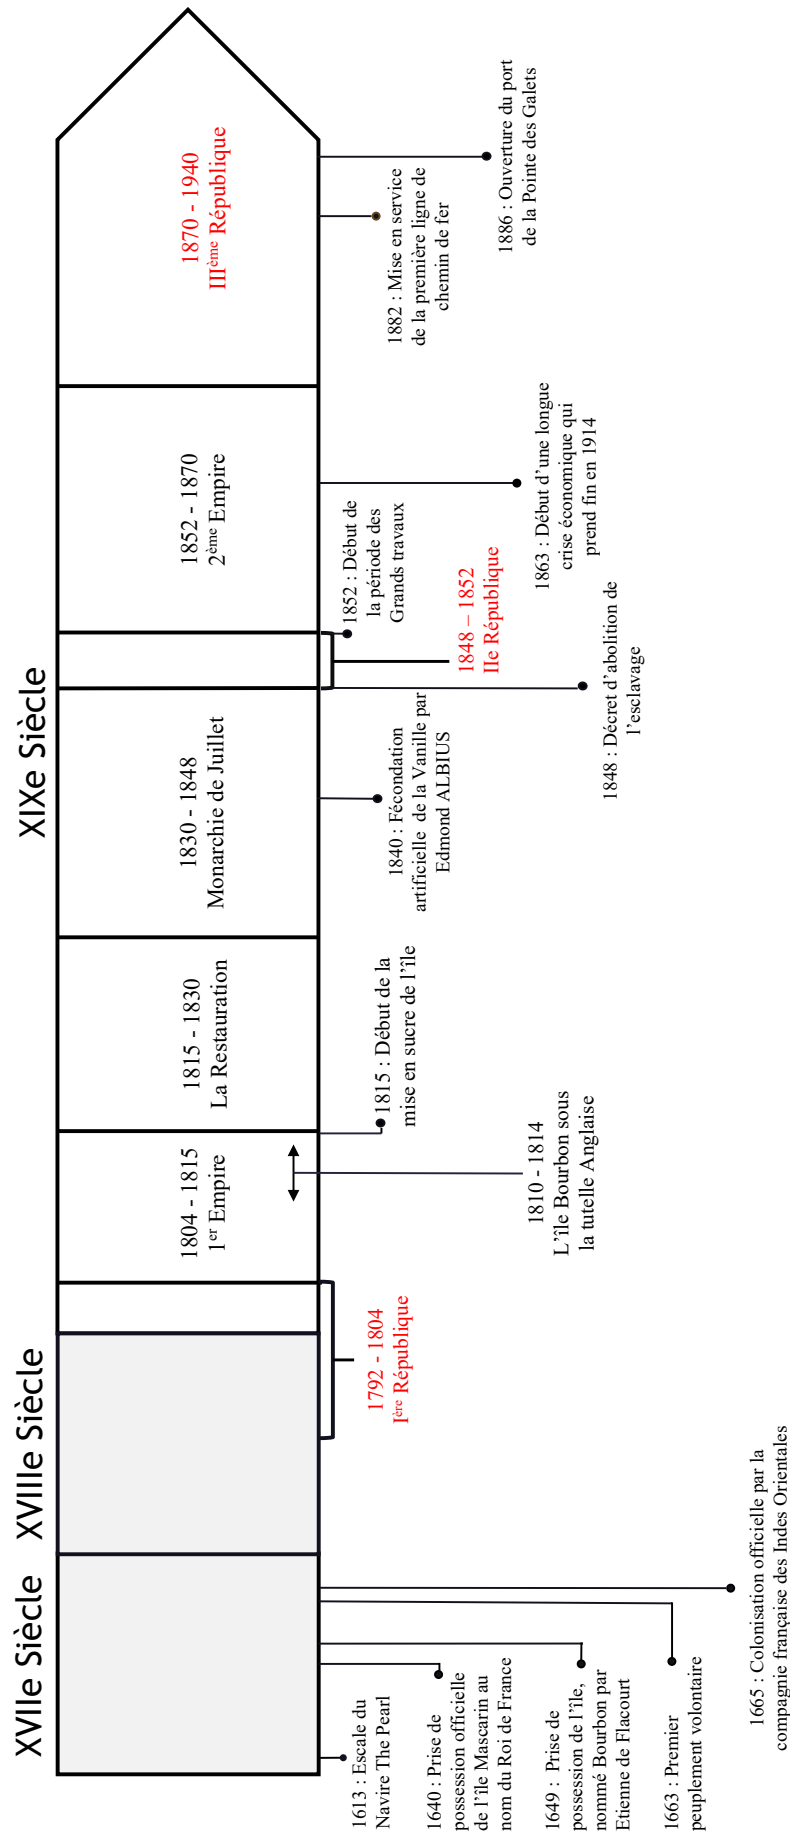 XVIIe Siècle
XVIIIe Siècle
XIXe Siècle
1804 - 1815
1er Empire
1815 - 1830
La Restauration
1830 - 1848
Monarchie de Juillet
1852 - 1870
2ème Empire
1870 - 1940
IIIème République
1613 : Escale du
Navire The Pearl
1640 : Prise de
possession officielle
de l’île Mascarin au
nom du Roi de France
1649 : Prise de
possession de l’île,
nommé Bourbon par
Etienne de Flacourt
1663 : Premier
peuplement volontaire
1665 : Colonisation officielle par la
compagnie française des Indes Orientales
1792 - 1804
Ière République
1810 - 1814
L’île Bourbon sous
la tutelle Anglaise
1815 : Début de la
mise en sucre de l’île
1840 : Fécondation
artificielle de la Vanille par
Edmond ALBIUS
1848 : Décret d’abolition de
l’esclavage
1848 – 1852
IIe République
1852 : Début de
la période des
Grands travaux
1863 : Début d’une longue
crise économique qui
prend fin en 1914
1882 : Mise en service
de la première ligne de
chemin de fer
1886 : Ouverture du port
de la Pointe des Galets